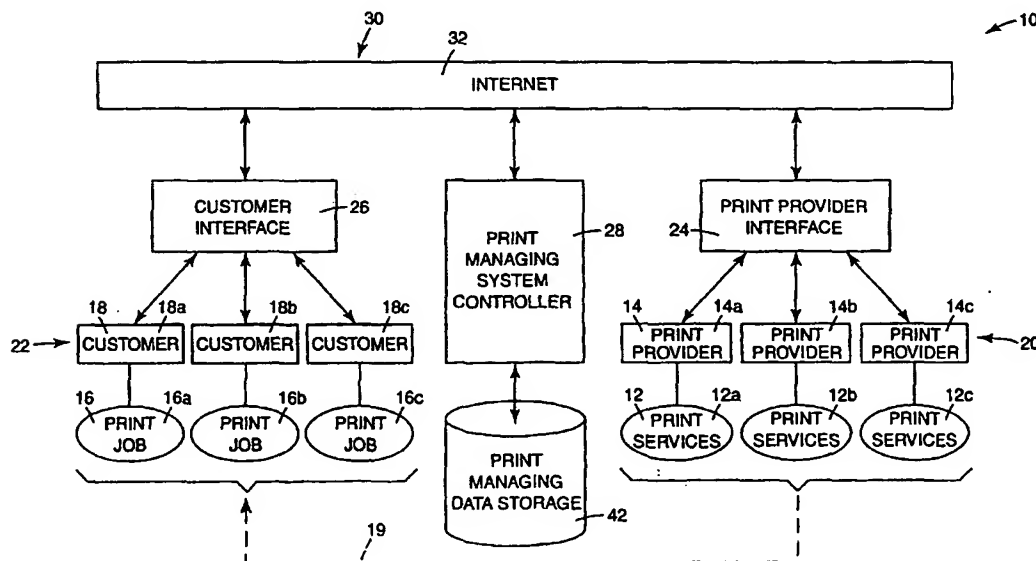 10
30
32
INTERNET
CUSTOMER
INTERFACE
26
PRINT
MANAGING
SYSTEM
CONTROLLER
28
PRINT PROVIDER
INTERFACE
24
22
18 18a 18b 18c
CUSTOMER CUSTOMER CUSTOMER
14 14a 14b 14c
PRINT PROVIDER PRINT PROVIDER PRINT PROVIDER
20
16 16a 16b 16c
PRINT JOB PRINT JOB PRINT JOB
12 12a 12b 12c
PRINT SERVICES PRINT SERVICES PRINT SERVICES
PRINT
MANAGING
DATA STORAGE
42
19